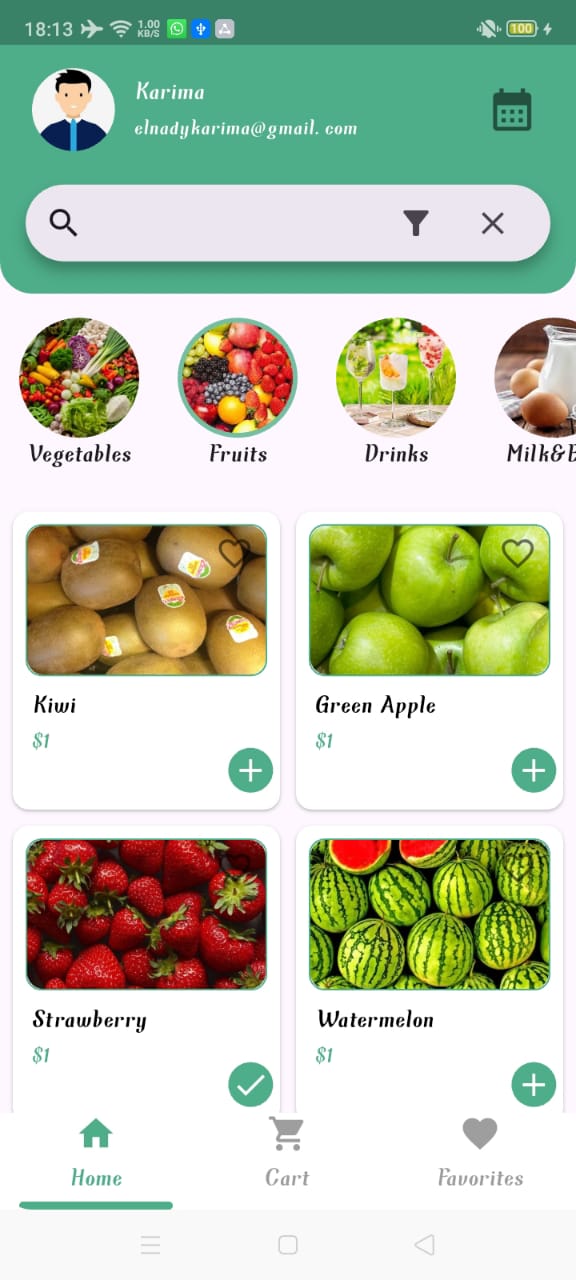 18:13 1.00 KB/S 100
Karima
elnadykarima@gmail. com
Vegetables Fruits Drinks Milk&
Kiwi Green Apple
$1 $1
Strawberry Watermelon
$1 $1
Home Cart Favorites